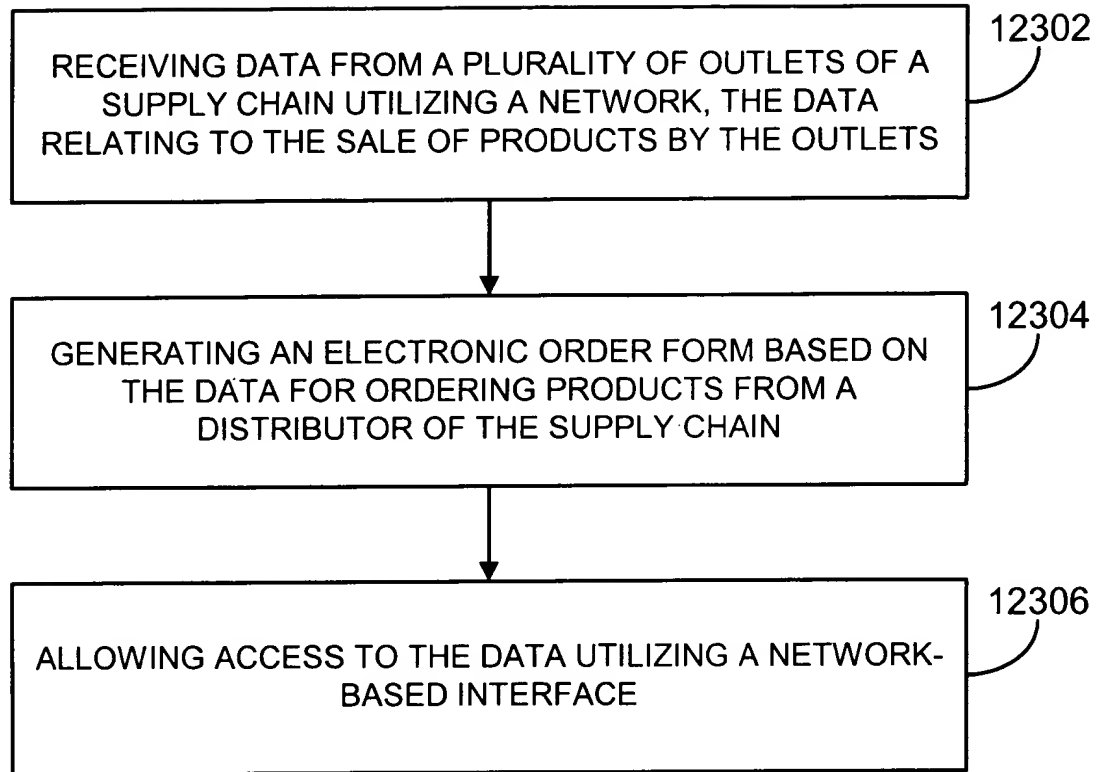 12302
RECEIVING DATA FROM A PLURALITY OF OUTLETS OF A
SUPPLY CHAIN UTILIZING A NETWORK, THE DATA
RELATING TO THE SALE OF PRODUCTS BY THE OUTLETS
12304
GENERATING AN ELECTRONIC ORDER FORM BASED ON
THE DATA FOR ORDERING PRODUCTS FROM A
DISTRIBUTOR OF THE SUPPLY CHAIN
12306
ALLOWING ACCESS TO THE DATA UTILIZING A NETWORK-
BASED INTERFACE